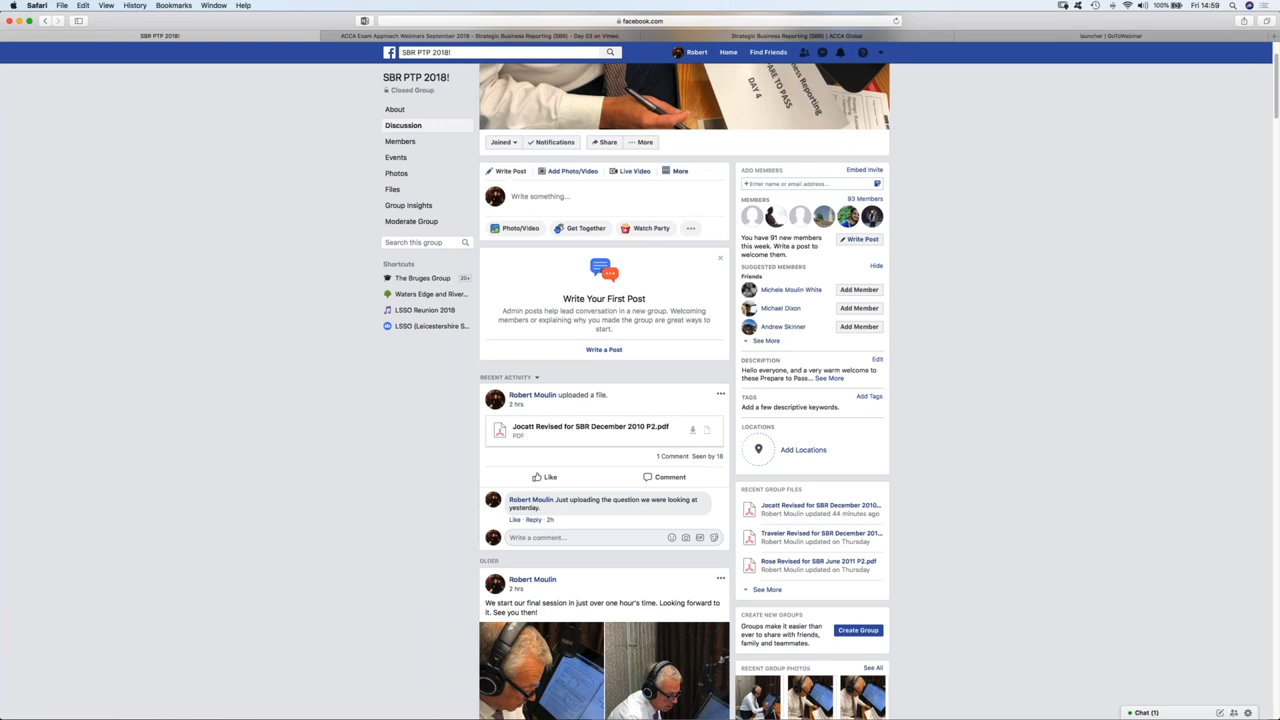 Safari File Edit View History Bookmarks Window Help
100% Fri 14:59
facebook.com
SBR PTP 2018!
ACCA Exam Approach Webinars September 2018 - Strategic Business Reporting (SBR) - Day 03 on Vimeo
Strategic Business Reporting (SBR) | ACCA Global
launcher | GoToWebinar
SBR PTP 2018!
Robert Home Find Friends
SBR PTP 2018!
Closed Group
About
Discussion
Members
Events
Photos
Files
Group Insights
Moderate Group
Search this group
Shortcuts
The Bruges Group 20+
Waters Edge and River...
LSSO Reunion 2018
LSSO (Leicestershire S...
ness Reporting
ARE TO PASS
DAY 4
Joined Notifications Share ··· More
Write Post Add Photo/Video Live Video More
Write something...
Photo/Video Get Together Watch Party ···
Write Your First Post
Admin posts help lead conversation in a new group. Welcoming
members or explaining why you made the group are great ways to
start.
Write a Post
RECENT ACTIVITY
Robert Moulin uploaded a file.
2 hrs
Jocatt Revised for SBR December 2010 P2.pdf
PDF
1 Comment Seen by 18
Like Comment
Robert Moulin Just uploading the question we were looking at
yesterday.
Like · Reply · 2h
Write a comment...
OLDER
Robert Moulin
2 hrs
We start our final session in just over one hour's time. Looking forward to
it. See you then!
ADD MEMBERS Embed Invite
+ Enter name or email address...
MEMBERS 93 Members
You have 91 new members
this week. Write a post to
welcome them.
Write Post
SUGGESTED MEMBERS Hide
Friends
Michele Moulin White Add Member
Michael Dixon Add Member
Andrew Skinner Add Member
See More
DESCRIPTION Edit
Hello everyone, and a very warm welcome to
these Prepare to Pass... See More
TAGS Add Tags
Add a few descriptive keywords.
LOCATIONS
Add Locations
RECENT GROUP FILES
Jocatt Revised for SBR December 2010...
Robert Moulin updated 44 minutes ago
Traveler Revised for SBR December 201...
Robert Moulin updated on Thursday
Rose Revised for SBR June 2011 P2.pdf
Robert Moulin updated on Thursday
See More
CREATE NEW GROUPS
Groups make it easier than
ever to share with friends,
family and teammates.
Create Group
RECENT GROUP PHOTOS See All
Chat (1)